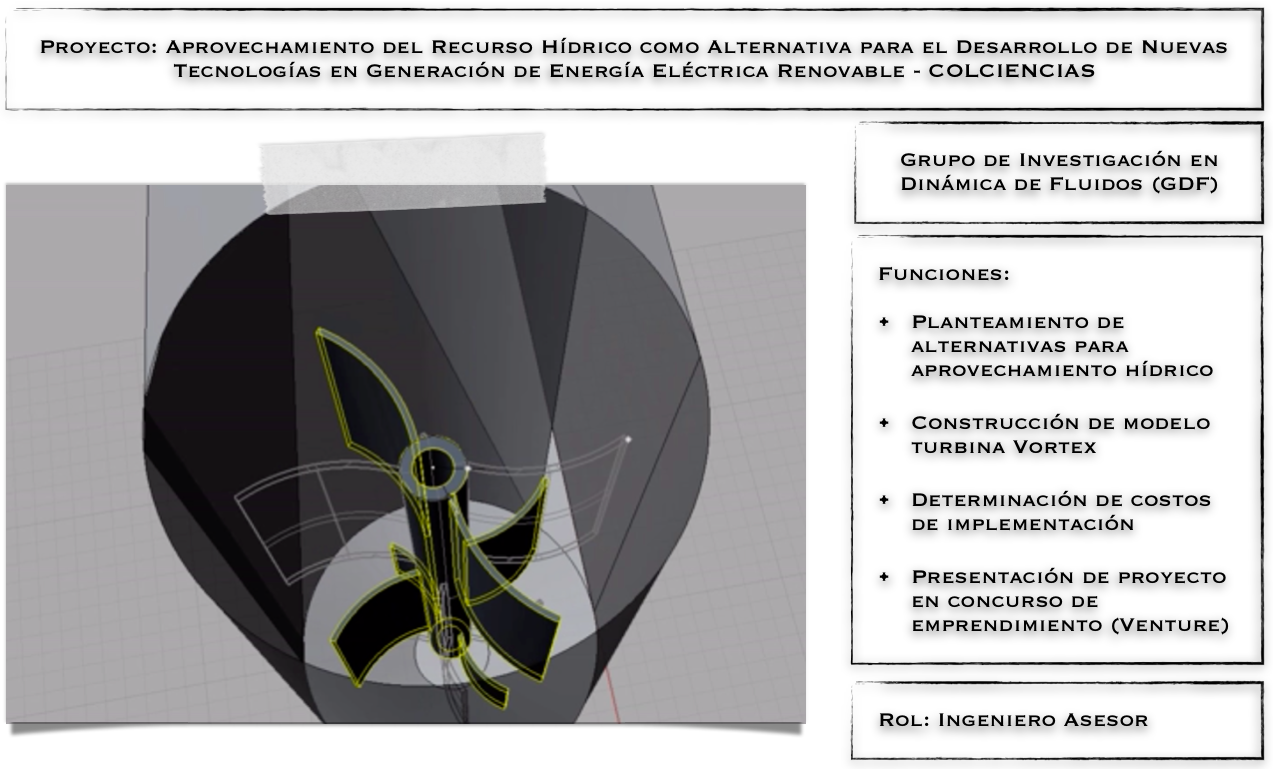 Proyecto: Aprovechamiento del Recurso Hídrico como Alternativa para el Desarrollo de Nuevas
Tecnologías en Generación de Energía Eléctrica Renovable - COLCIENCIAS
Grupo de Investigación en
Dinámica de Fluidos (GDF)
Funciones:
+ Planteamiento de
alternativas para
aprovechamiento hídrico
+ Construcción de modelo
turbina Vortex
+ Determinación de costos
de implementación
+ Presentación de proyecto
en concurso de
emprendimiento (Venture)
Rol: Ingeniero Asesor